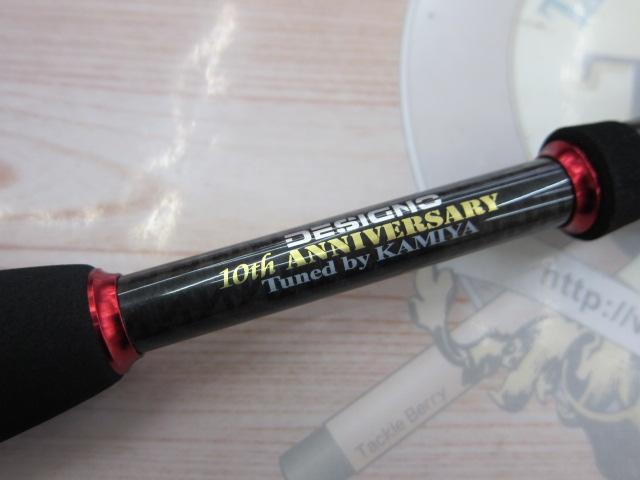 DESIGNO
10th ANNIVERSARY
Tuned by KAMIYA
http://
Tackle Berry